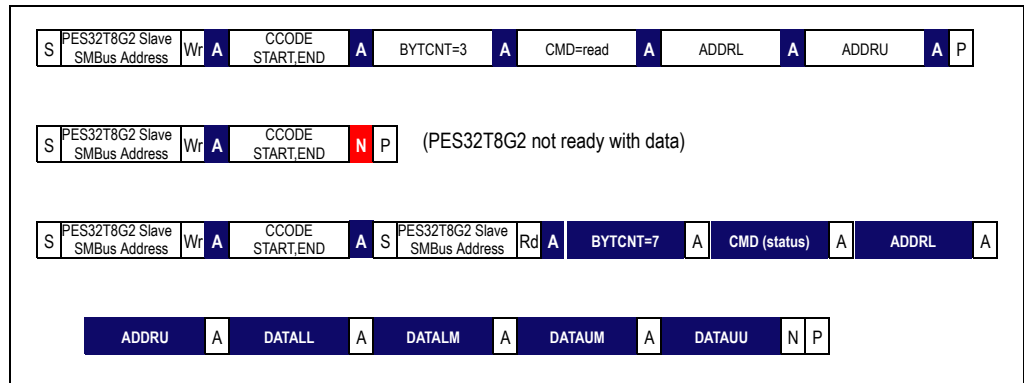 S PES32T8G2 Slave SMBus Address Wr A CCODE START,END A BYTCNT=3 A CMD=read A ADDRL A ADDRU A P
S PES32T8G2 Slave SMBus Address Wr A CCODE START,END N P (PES32T8G2 not ready with data)
S PES32T8G2 Slave SMBus Address Wr A CCODE START,END A S PES32T8G2 Slave SMBus Address Rd A BYTCNT=7 A CMD (status) A ADDRL A
ADDRU A DATALL A DATALM A DATAUM A DATAUU N P